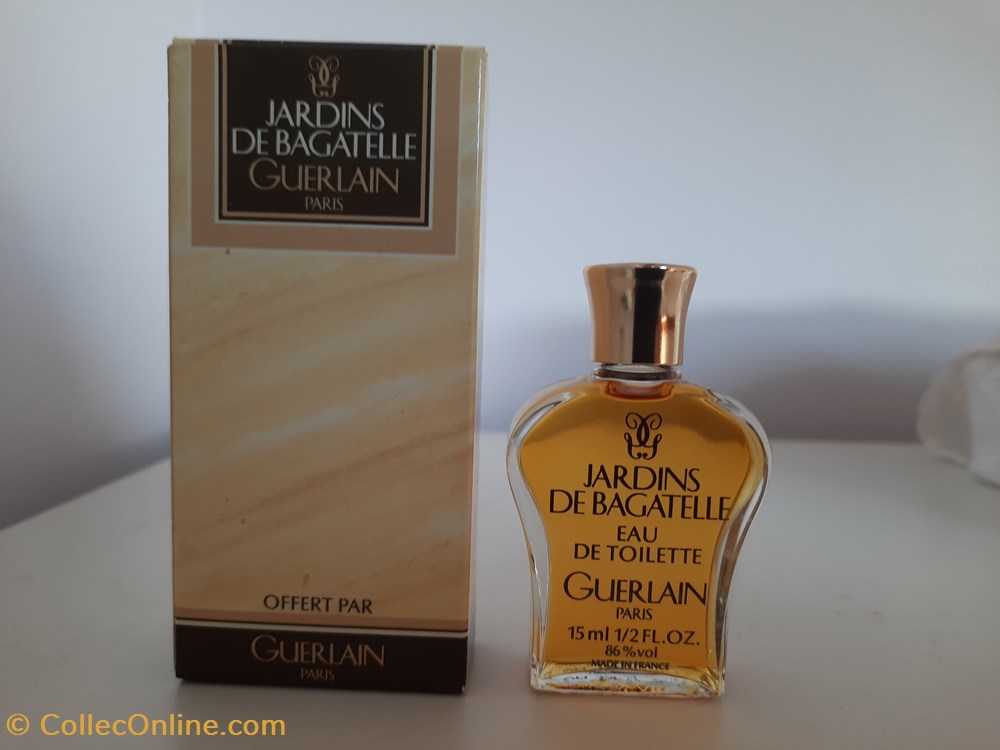 JARDINS
DE BAGATELLE
GUERLAIN
PARIS
OFFERT PAR
GUERLAIN
PARIS
JARDINS
DE BAGATELLE
EAU
DE TOILETTE
GUERLAIN
PARIS
15 ml 1/2 FL.OZ.
86 % vol
MADE IN FRANCE
© CollecOnline.com